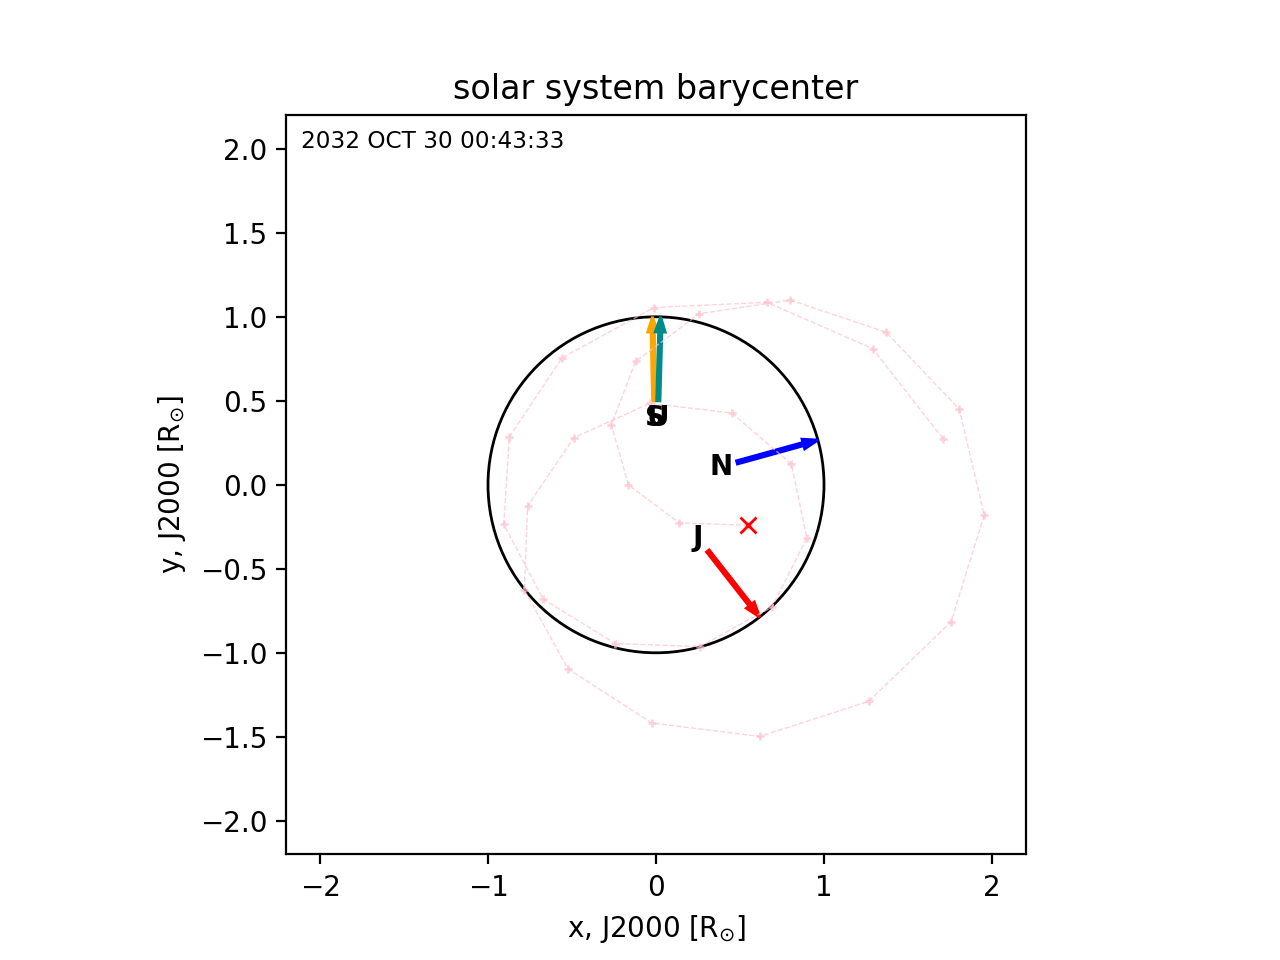 solar system barycenter
2032 OCT 30 00:43:33
2.0
1.5
1.0
0.5
0.0
−0.5
−1.0
−1.5
−2.0
y, J2000 [R☉]
S U
N
J
−2 −1 0 1 2
x, J2000 [R☉]